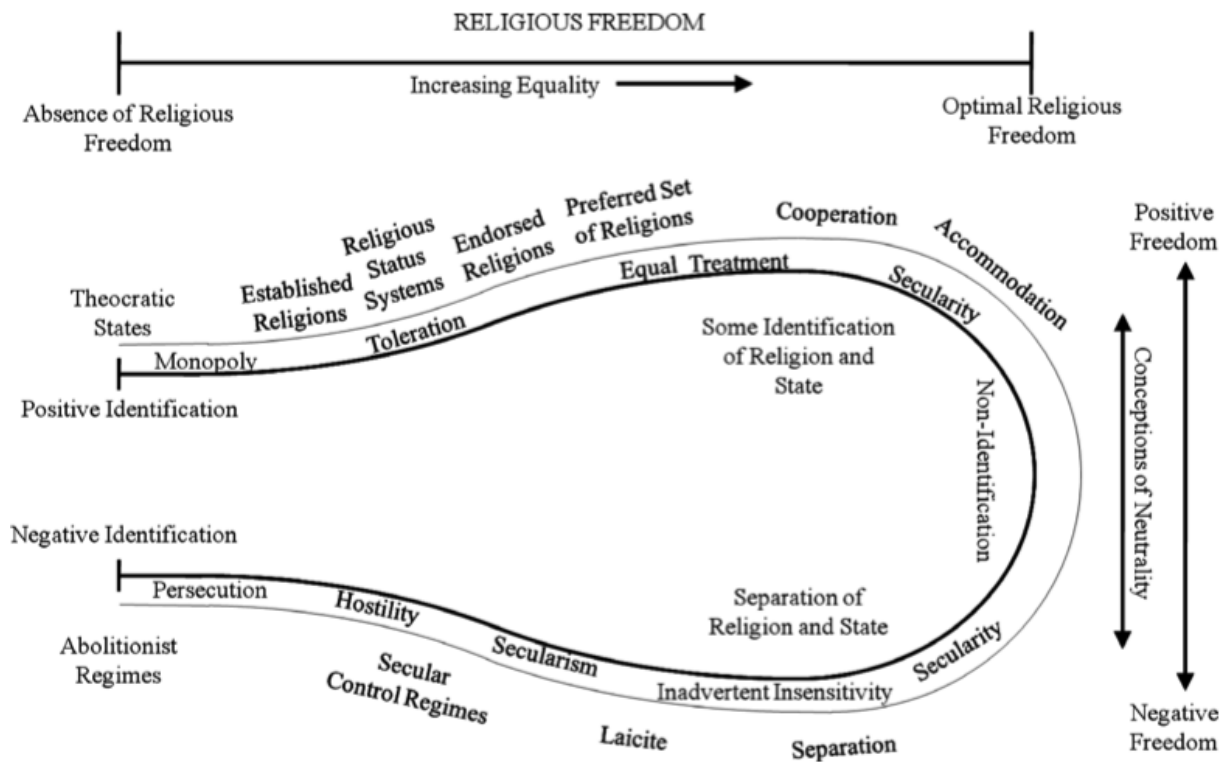 RELIGIOUS FREEDOM
Increasing Equality
Absence of Religious
Freedom
Optimal Religious
Freedom
Theocratic
States
Established
Religions
Religious
Status
Systems
Endorsed
Religions
Preferred Set
of Religions
Cooperation
Accommodation
Positive
Freedom
Monopoly
Toleration
Equal Treatment
Secularity
Positive Identification
Some Identification
of Religion and
State
Non-Identification
Conceptions of Neutrality
Negative Identification
Persecution
Hostility
Secularism
Inadvertent Insensitivity
Secularity
Separation of
Religion and State
Abolitionist
Regimes
Secular
Control Regimes
Laicite
Separation
Negative
Freedom